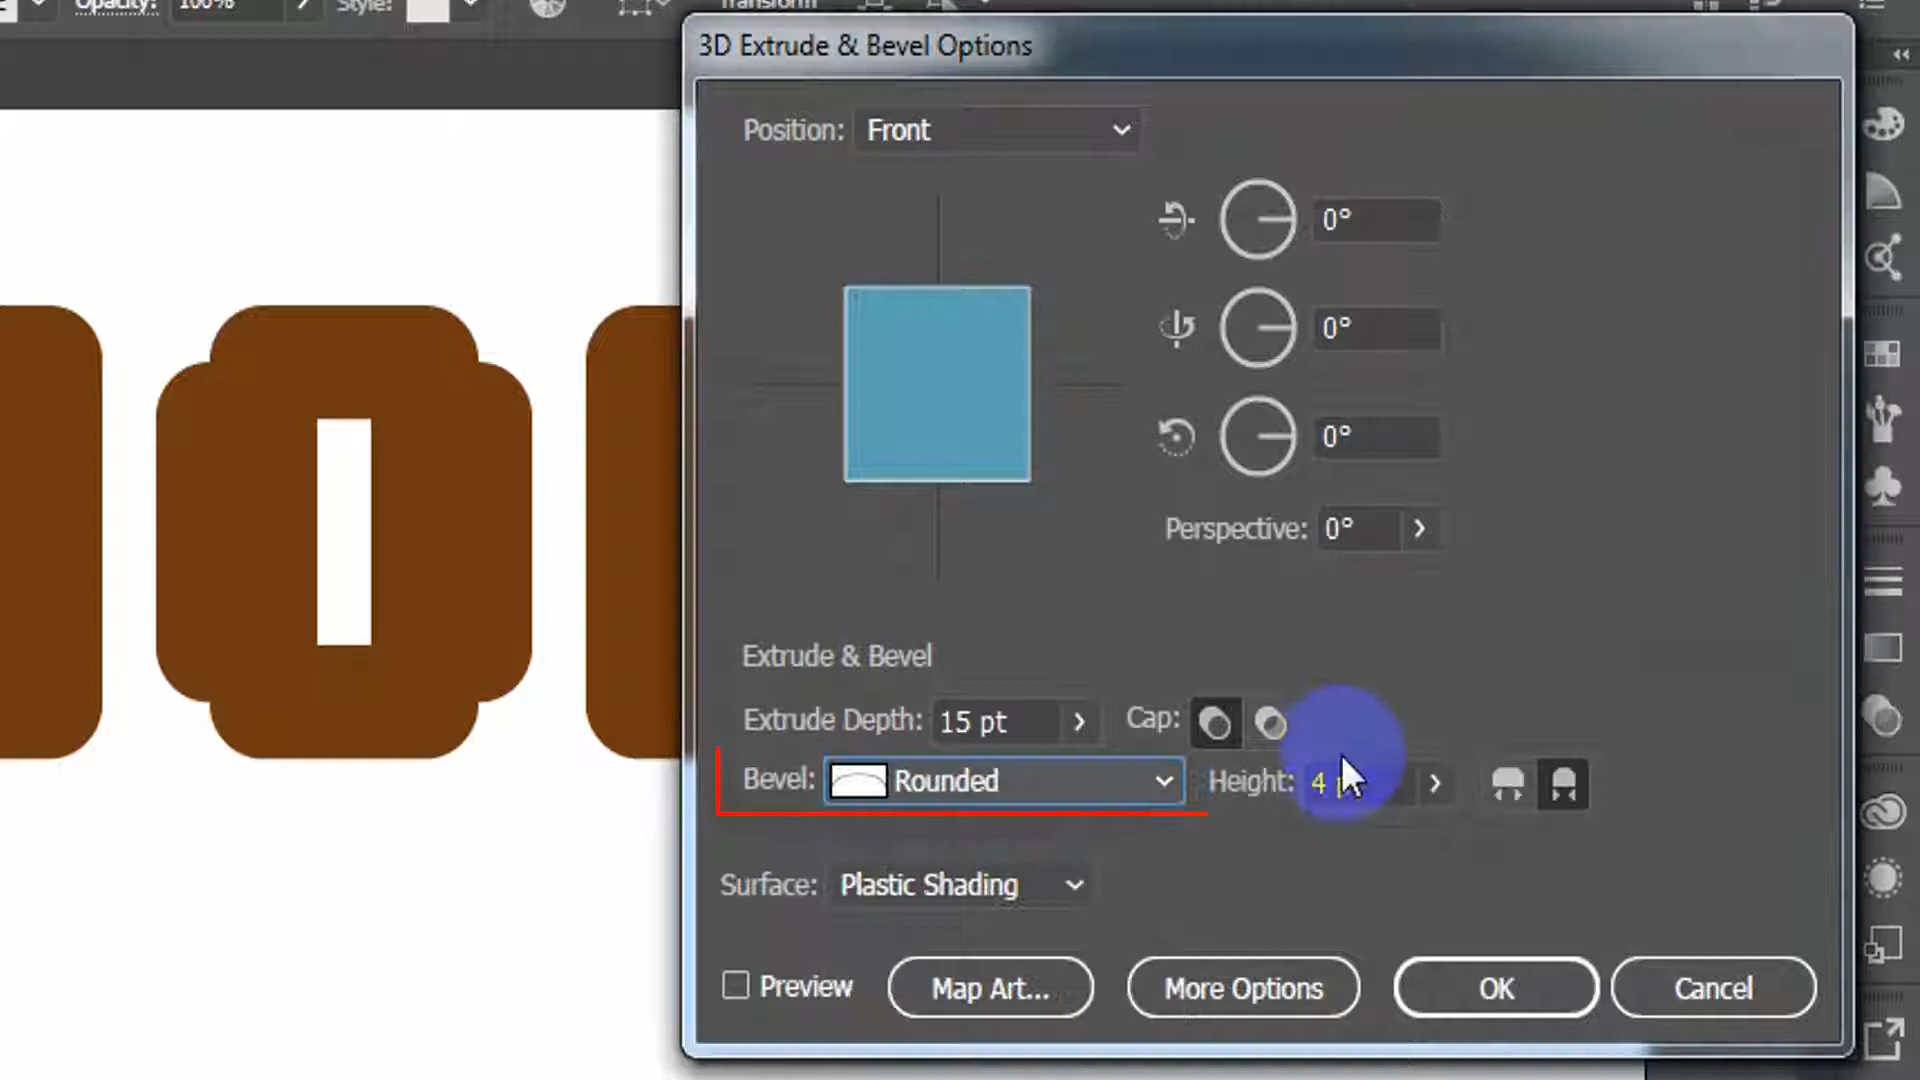 Opacity: 100% Style: Transform
3D Extrude & Bevel Options
Position: Front
0°
0°
0°
Perspective: 0°
Extrude & Bevel
Extrude Depth: 15 pt Cap:
Bevel: Rounded Height: 4
Surface: Plastic Shading
Preview Map Art... More Options OK Cancel